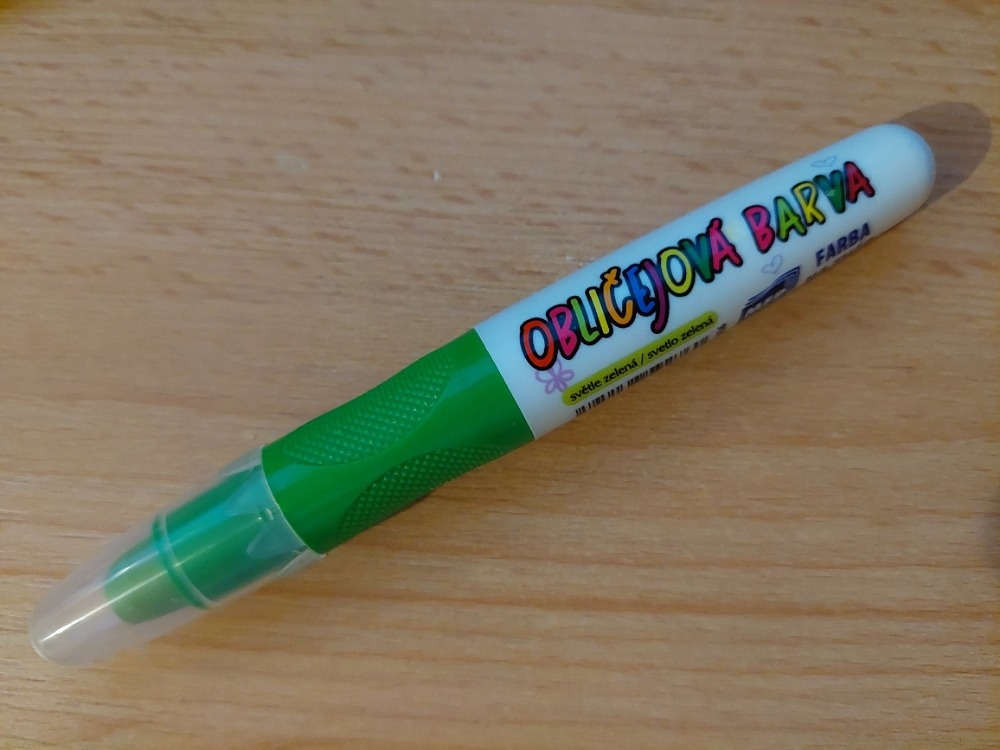 OBLIČEJOVÁ BARVA
světle zelená / svetlo zelená
FARBA